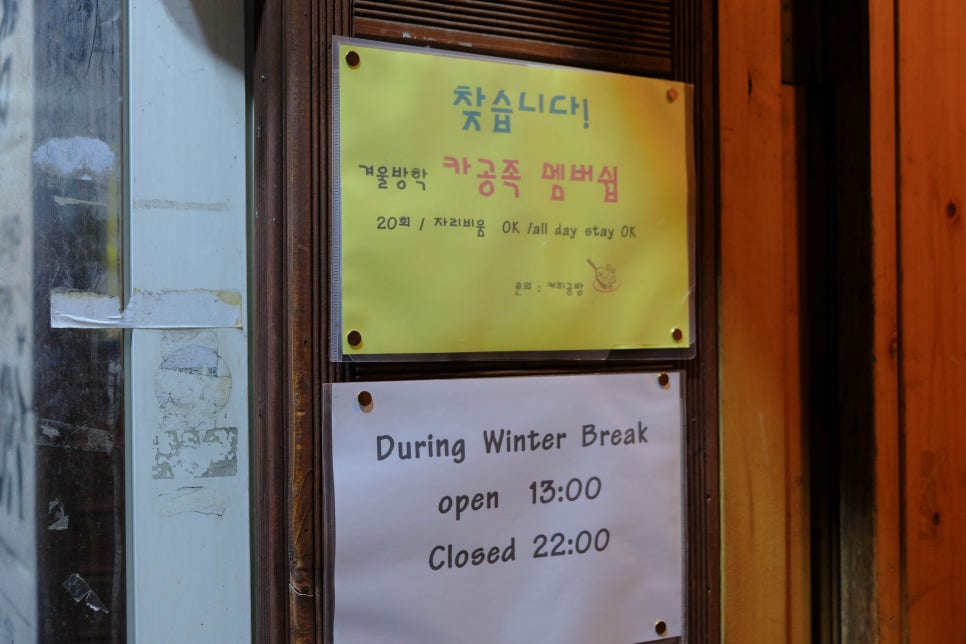 찾습니다!
겨울방학 카공족 멤버쉽
20회 / 자리비움 OK /all day stay OK
문의 : 커피공방
During Winter Break
open 13:00
Closed 22:00